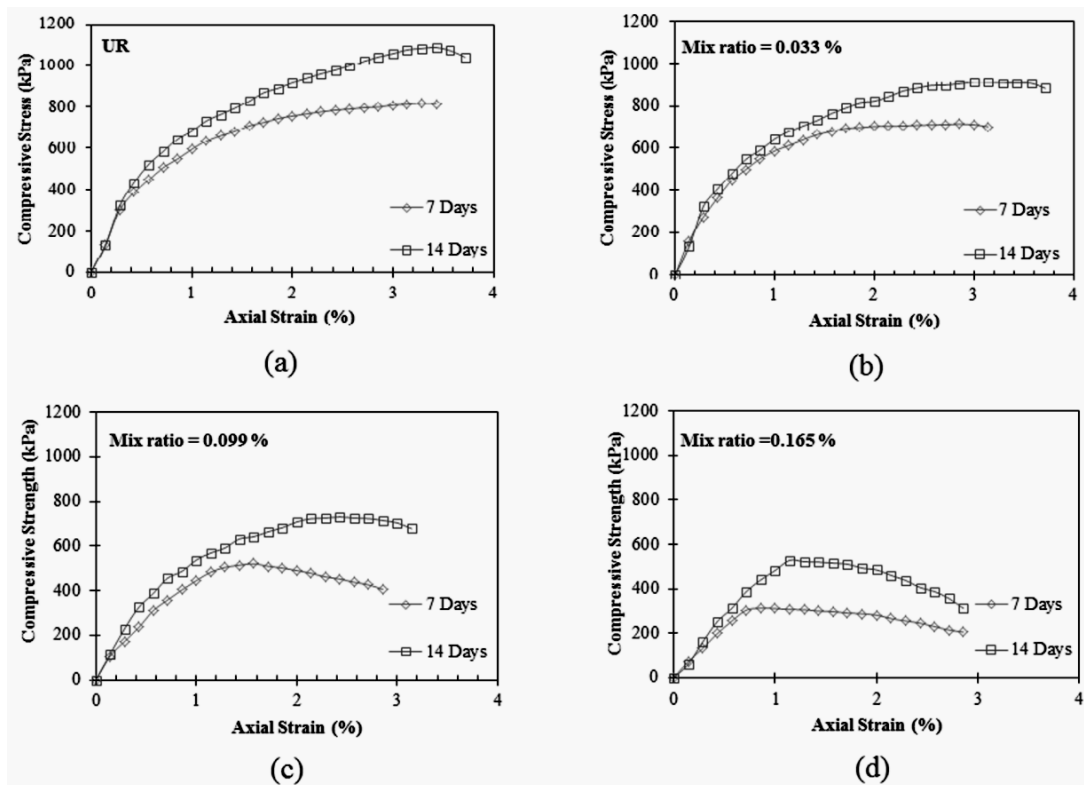 UR
Compressive Stress (kPa)
1200
1000
800
600
400
200
0
7 Days
14 Days
0 1 2 3 4
Axial Strain (%)
(a)
Mix ratio = 0.033 %
Compressive Stress (kPa)
1200
1000
800
600
400
200
0
7 Days
14 Days
0 1 2 3 4
Axial Strain (%)
(b)
Mix ratio = 0.099 %
Compressive Strength (kPa)
1200
1000
800
600
400
200
0
7 Days
14 Days
0 1 2 3 4
Axial Strain (%)
(c)
Mix ratio =0.165 %
Compressive Strength (kPa)
1200
1000
800
600
400
200
0
7 Days
14 Days
0 1 2 3 4
Axial Strain (%)
(d)